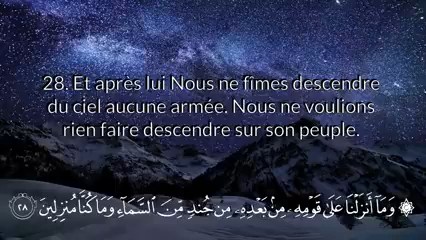 28. Et après lui Nous ne fîmes descendre
du ciel aucune armée. Nous ne voulions
rien faire descendre sur son peuple.
۞ وَمَا أَنزَلْنَا عَلَىٰ قَوْمِهِۦ مِنۢ بَعْدِهِۦ مِن جُندٍ مِّنَ ٱلسَّمَآءِ وَمَا كُنَّا مُنزِلِينَ ٢٨